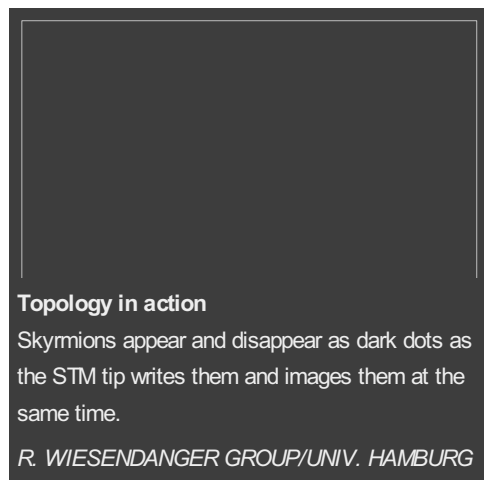 Topology in action
Skyrmions appear and disappear as dark dots as
the STM tip writes them and images them at the
same time.
R. WIESENDANGER GROUP/UNIV. HAMBURG